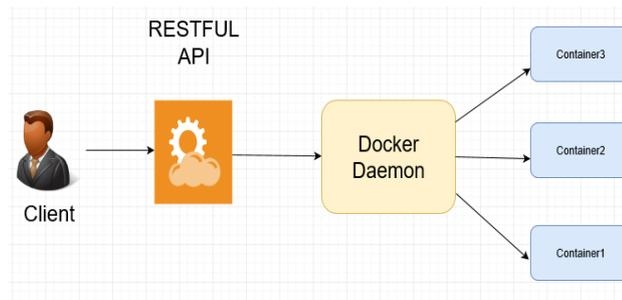 RESTFUL
API
Client
Docker
Daemon
Container3
Container2
Container1